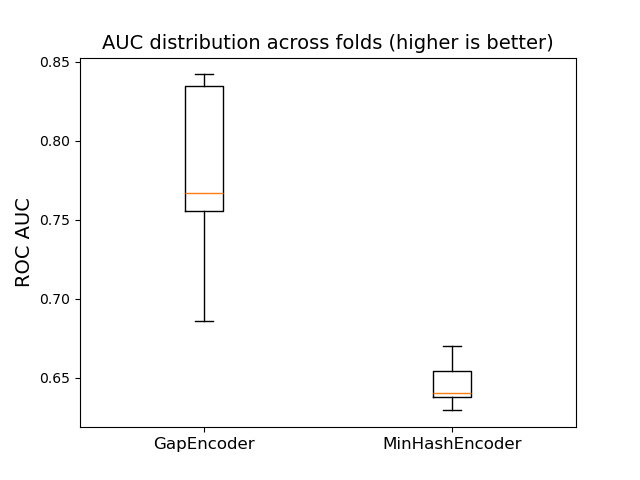 AUC distribution across folds (higher is better)
0.85
0.80
0.75
0.70
0.65
ROC AUC
GapEncoder
MinHashEncoder